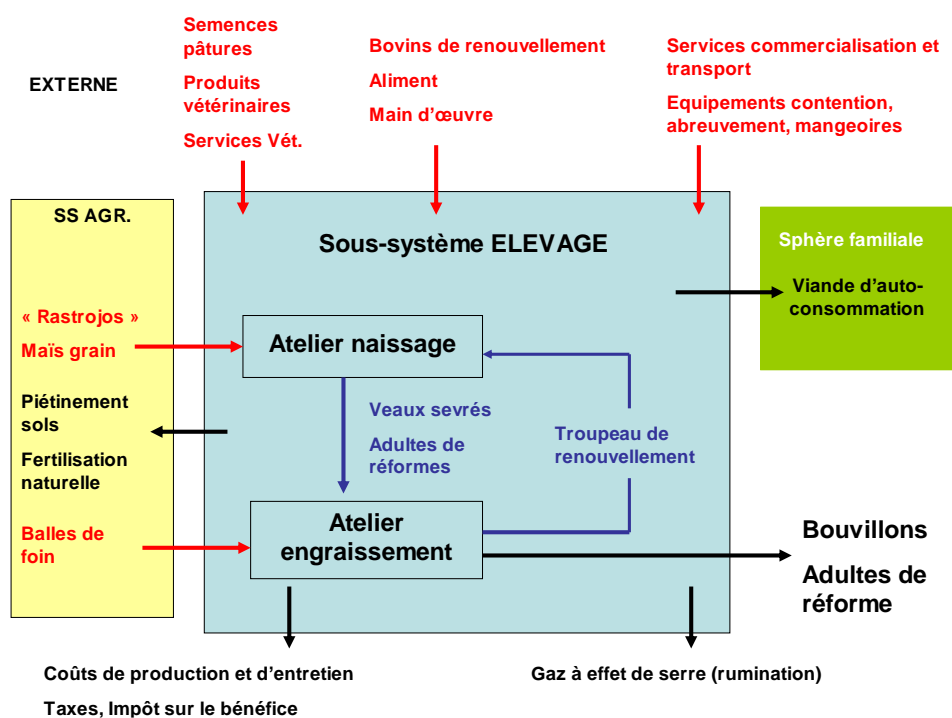 Semences
pâtures
Produits
vétérinaires
Services Vét.
Bovins de renouvellement
Aliment
Main d’œuvre
Services commercialisation et
transport
Equipements contention,
abreuvement, mangeoires
EXTERNE
SS AGR.
« Rastrojos »
Maïs grain
Piétinement
sols
Fertilisation
naturelle
Balles de
foin
Sous-système ELEVAGE
Atelier naissage
Veaux sevrés
Adultes de
réformes
Troupeau de
renouvellement
Atelier
engraissement
Sphère familiale
Viande d’auto-
consommation
Bouvillons
Adultes de
réforme
Coûts de production et d’entretien
Taxes, Impôt sur le bénéfice
Gaz à effet de serre (rumination)